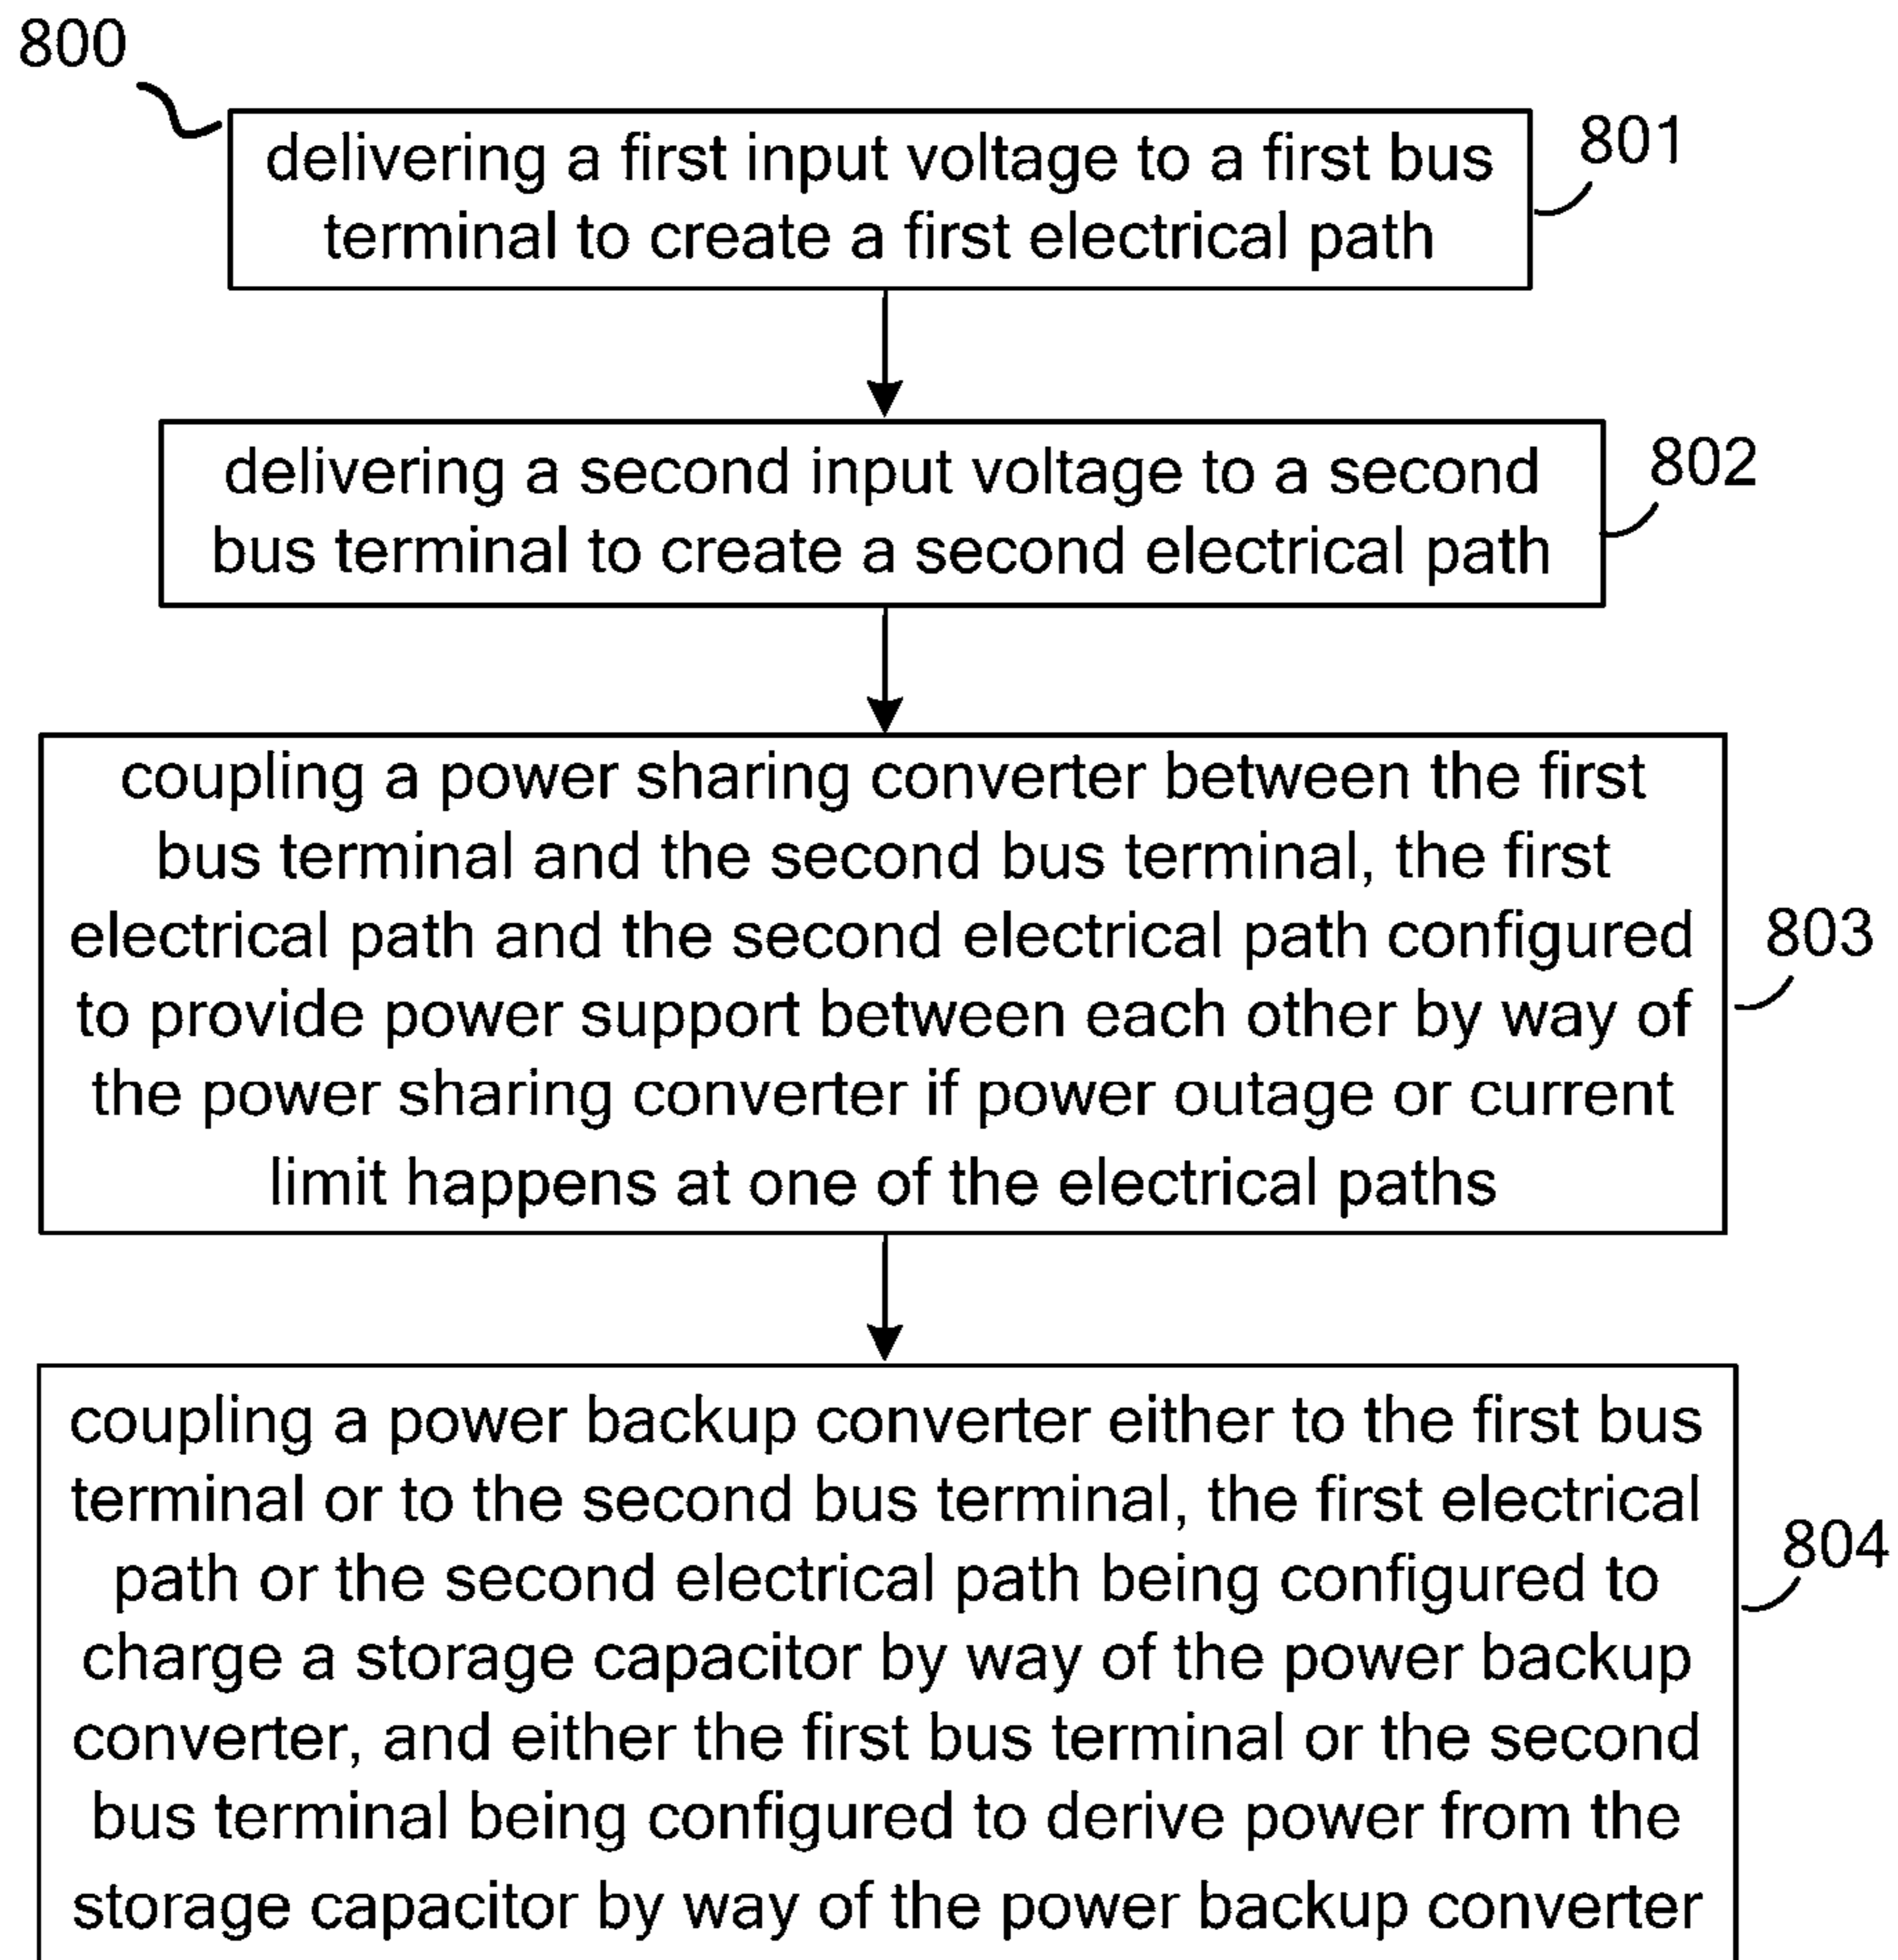 800
delivering a first input voltage to a first bus
terminal to create a first electrical path
801
delivering a second input voltage to a second
bus terminal to create a second electrical path
802
coupling a power sharing converter between the first
bus terminal and the second bus terminal, the first
electrical path and the second electrical path configured
to provide power support between each other by way of
the power sharing converter if power outage or current
limit happens at one of the electrical paths
803
coupling a power backup converter either to the first bus
terminal or to the second bus terminal, the first electrical
path or the second electrical path being configured to
charge a storage capacitor by way of the power backup
converter, and either the first bus terminal or the second
bus terminal being configured to derive power from the
storage capacitor by way of the power backup converter
804